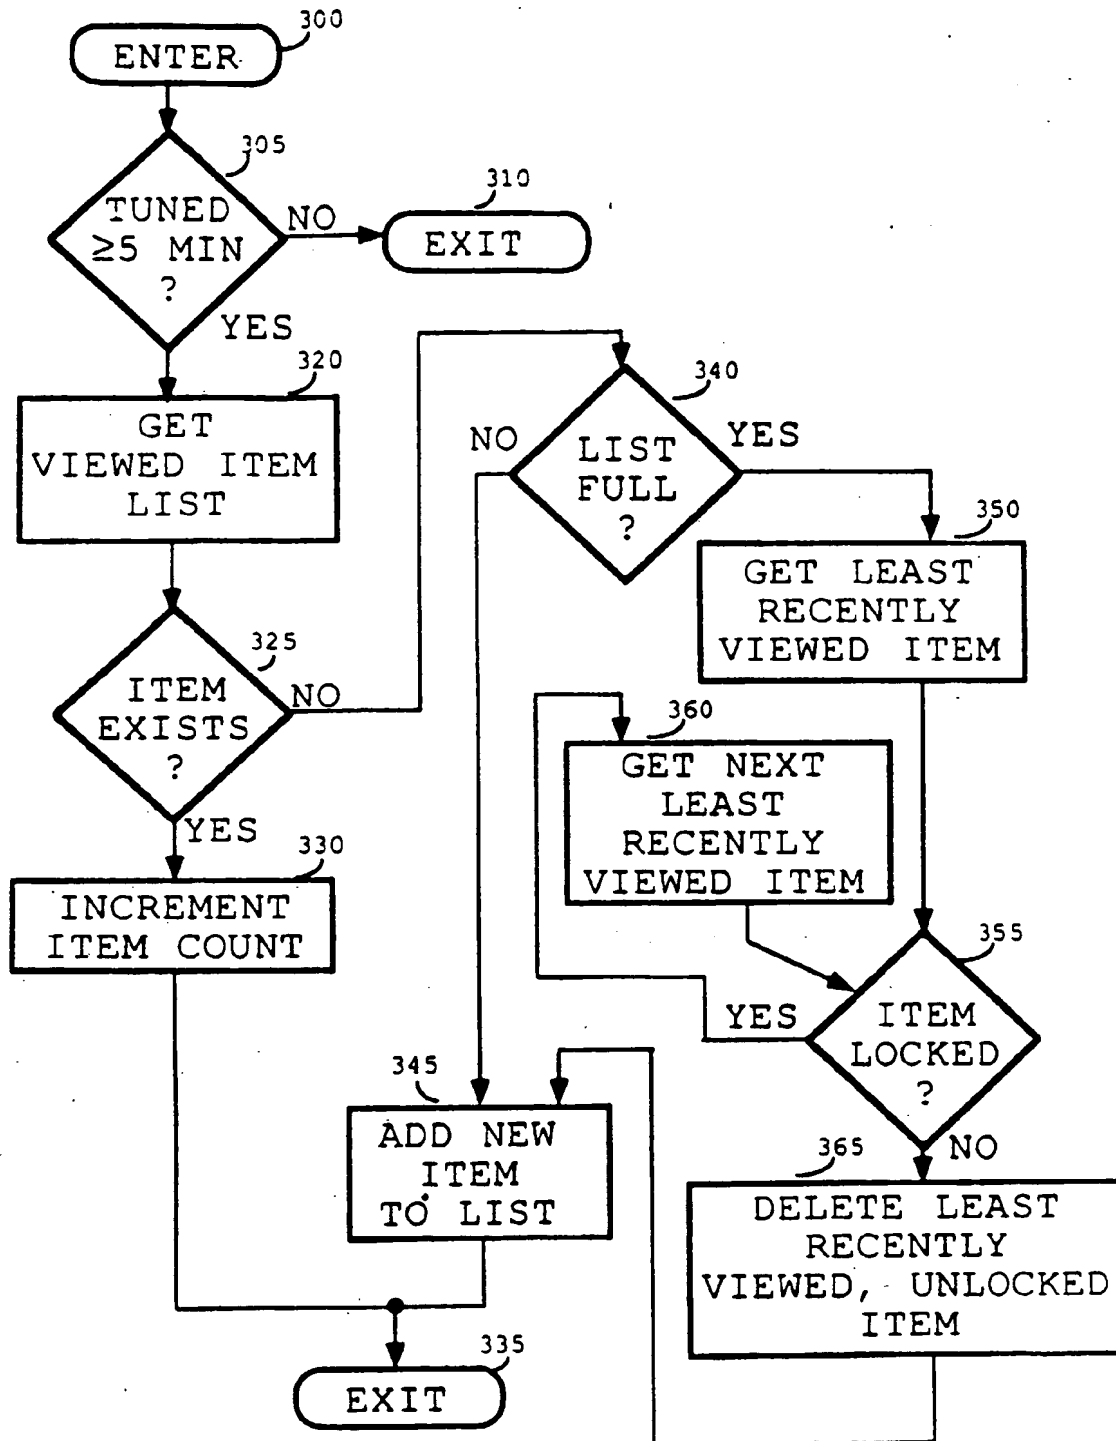 300
ENTER
305
TUNED
≥5 MIN
?
NO
310
EXIT
YES
320
GET
VIEWED ITEM
LIST
325
ITEM
EXISTS
?
NO
YES
330
INCREMENT
ITEM COUNT
340
LIST
FULL
?
NO
YES
350
GET LEAST
RECENTLY
VIEWED ITEM
360
GET NEXT
LEAST
RECENTLY
VIEWED ITEM
355
ITEM
LOCKED
?
YES
NO
345
ADD NEW
ITEM
TO LIST
365
DELETE LEAST
RECENTLY
VIEWED, UNLOCKED
ITEM
335
EXIT